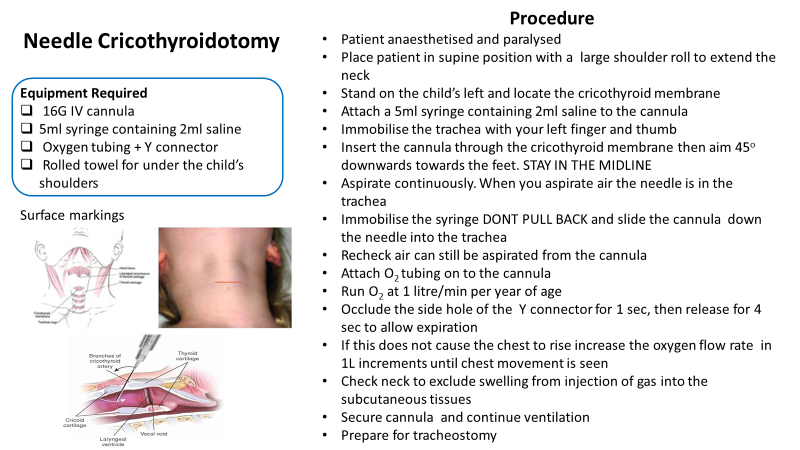 Needle Cricothyroidotomy
Equipment Required
❑ 16G IV cannula
❑ 5ml syringe containing 2ml saline
❑ Oxygen tubing + Y connector
❑ Rolled towel for under the child's
shoulders
Surface markings
Branches of
cricothyroid
artery
Thyroid
cartilage
Cricoid
cartilage
Laryngeal
ventricle
Vocal void
Procedure
• Patient anaesthetised and paralysed
• Place patient in supine position with a large shoulder roll to extend the
neck
• Stand on the child's left and locate the cricothyroid membrane
• Attach a 5ml syringe containing 2ml saline to the cannula
• Immobilise the trachea with your left finger and thumb
• Insert the cannula through the cricothyroid membrane then aim 45°
downwards towards the feet. STAY IN THE MIDLINE
• Aspirate continuously. When you aspirate air the needle is in the
trachea
• Immobilise the syringe DONT PULL BACK and slide the cannula down
the needle into the trachea
• Recheck air can still be aspirated from the cannula
• Attach O₂ tubing on to the cannula
• Run O₂ at 1 litre/min per year of age
• Occlude the side hole of the Y connector for 1 sec, then release for 4
sec to allow expiration
• If this does not cause the chest to rise increase the oxygen flow rate in
1L increments until chest movement is seen
• Check neck to exclude swelling from injection of gas into the
subcutaneous tissues
• Secure cannula and continue ventilation
• Prepare for tracheostomy